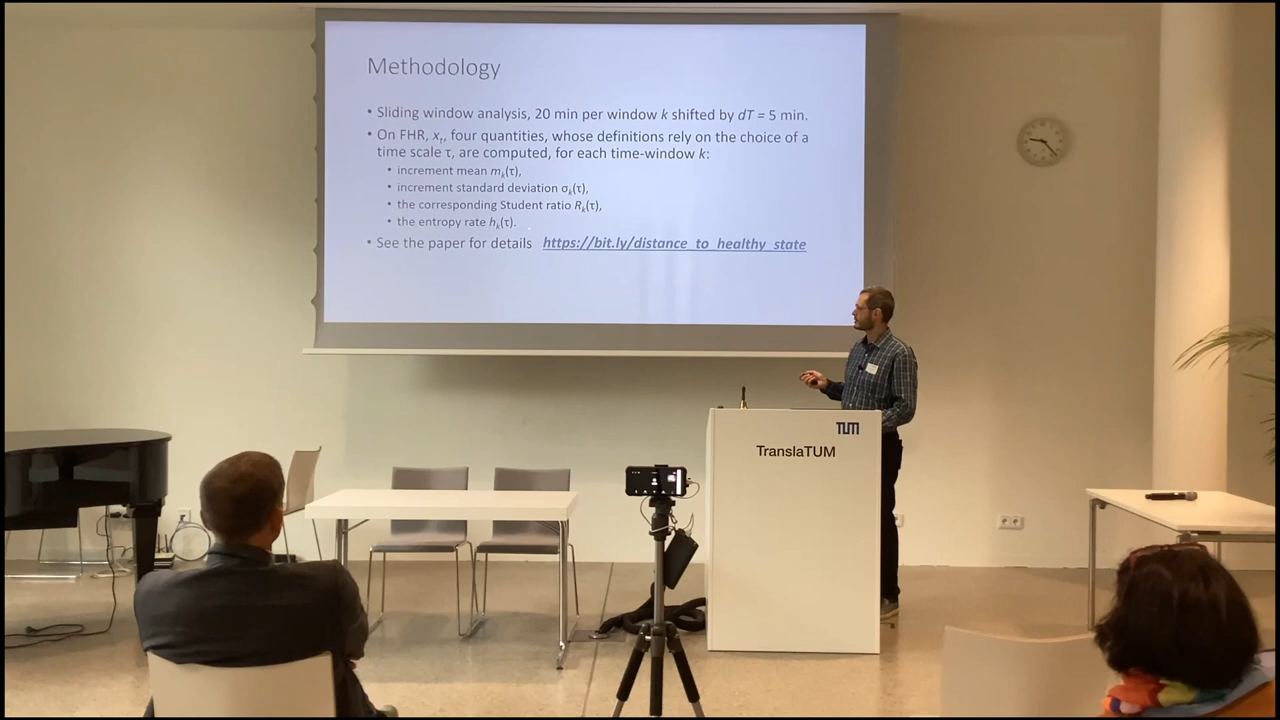 Methodology
• Sliding window analysis, 20 min per window k shifted by dT = 5 min.
• On FHR, xₜ, four quantities, whose definitions rely on the choice of a
time scale τ, are computed, for each time-window k:
• increment mean mₖ(τ),
• increment standard deviation σₖ(τ),
• the corresponding Student ratio Rₖ(τ),
• the entropy rate hₖ(τ).
• See the paper for details https://bit.ly/distance_to_healthy_state
TUM
TranslaTUM